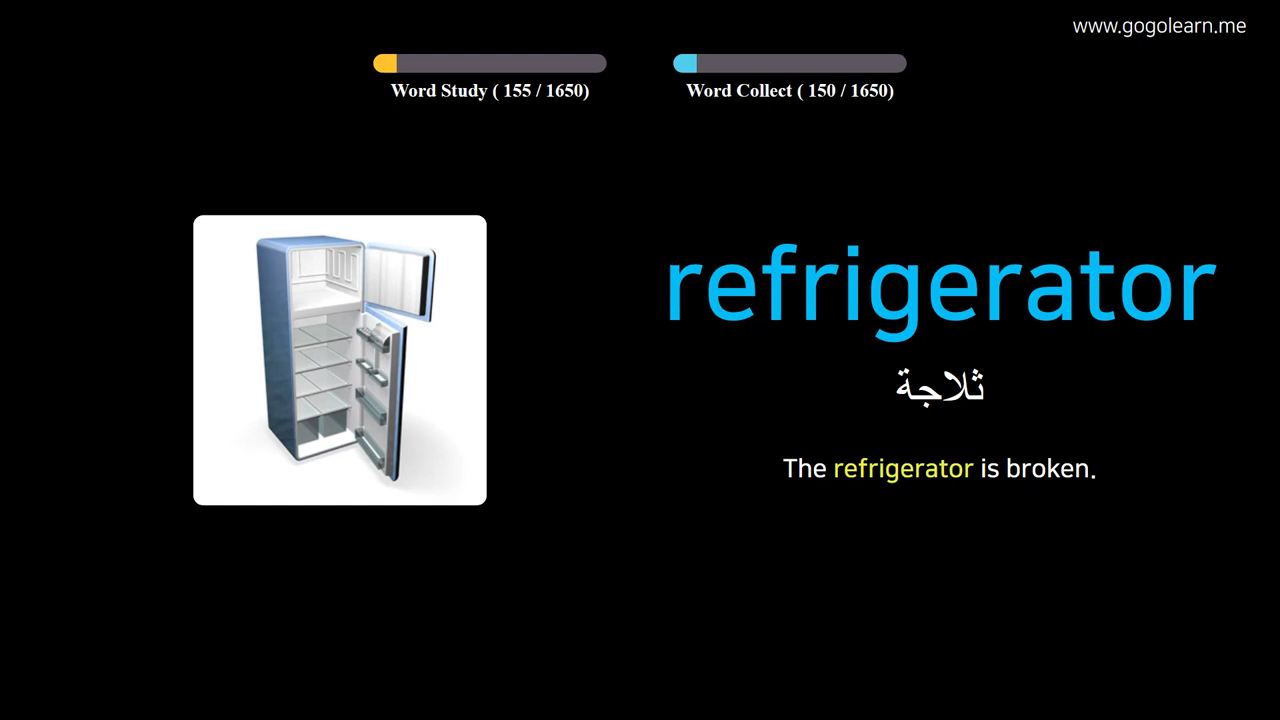 www.gogolearn.me
Word Study ( 155 / 1650)
Word Collect ( 150 / 1650)
refrigerator
ثلاجة
The refrigerator is broken.